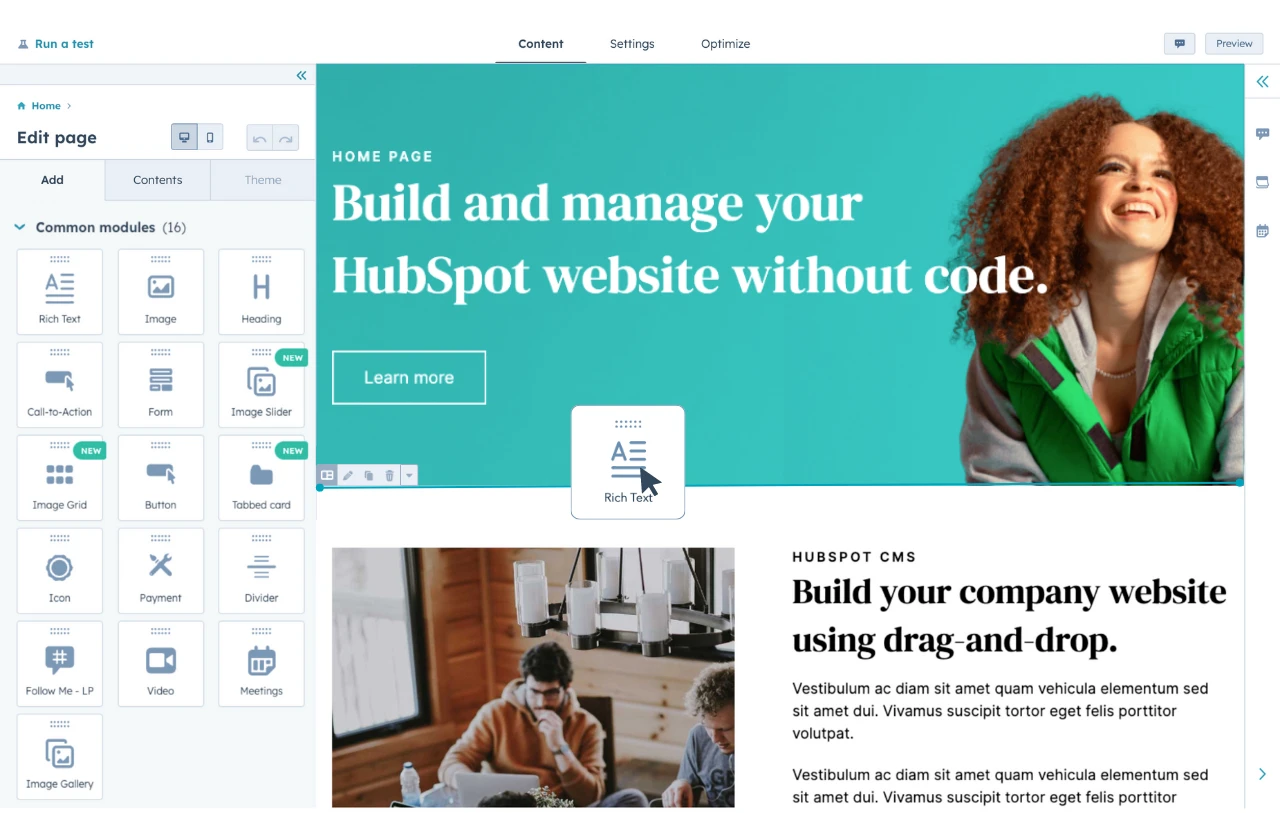 Run a test
Content
Settings
Optimize
Preview
Home
Edit page
Add
Contents
Theme
Common modules (16)
Rich Text
Image
Heading
Call-to-Action
Form
NEW
Image Slider
NEW
Image Grid
Button
NEW
Tabbed card
Icon
Payment
Divider
Follow Me - LP
Video
Meetings
Image Gallery
HOME PAGE
Build and manage your
HubSpot website without code.
Learn more
Rich Text
HUBSPOT CMS
Build your company website
using drag-and-drop.
Vestibulum ac diam sit amet quam vehicula elementum sed
sit amet dui. Vivamus suscipit tortor eget felis porttitor
volutpat.
Vestibulum ac diam sit amet quam vehicula elementum sed
sit amet dui. Vivamus suscipit tortor eget felis porttitor